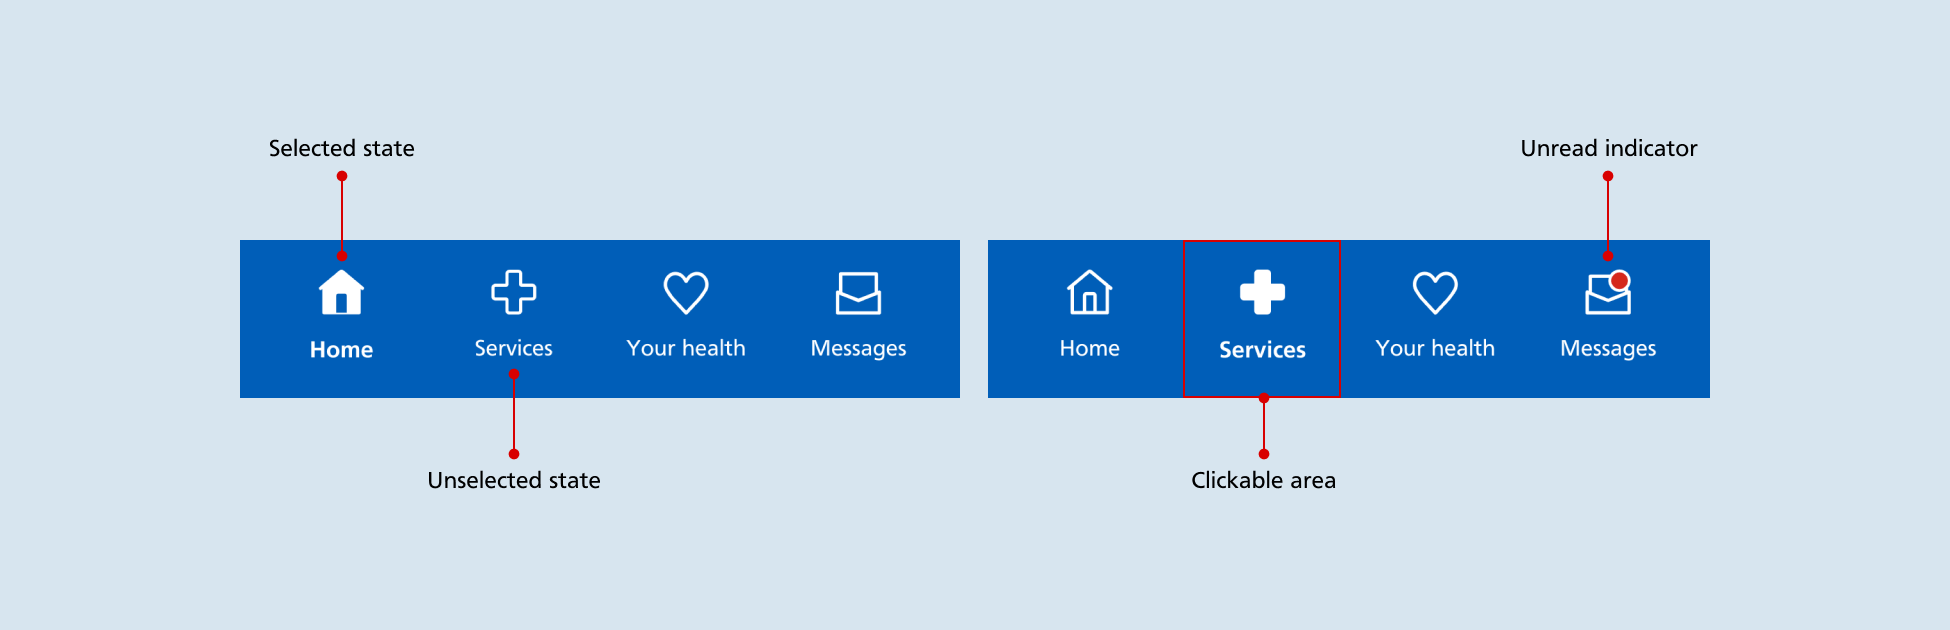 Selected state
Unread indicator
Home
Services
Your health
Messages
Home
Services
Your health
Messages
Unselected state
Clickable area